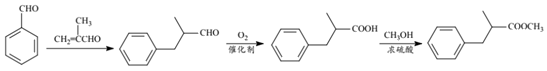 CHO
CH₃
CH₂=CCHO
CHO
O₂
催化剂
COOH
CH₃OH
浓硫酸
COOCH₃